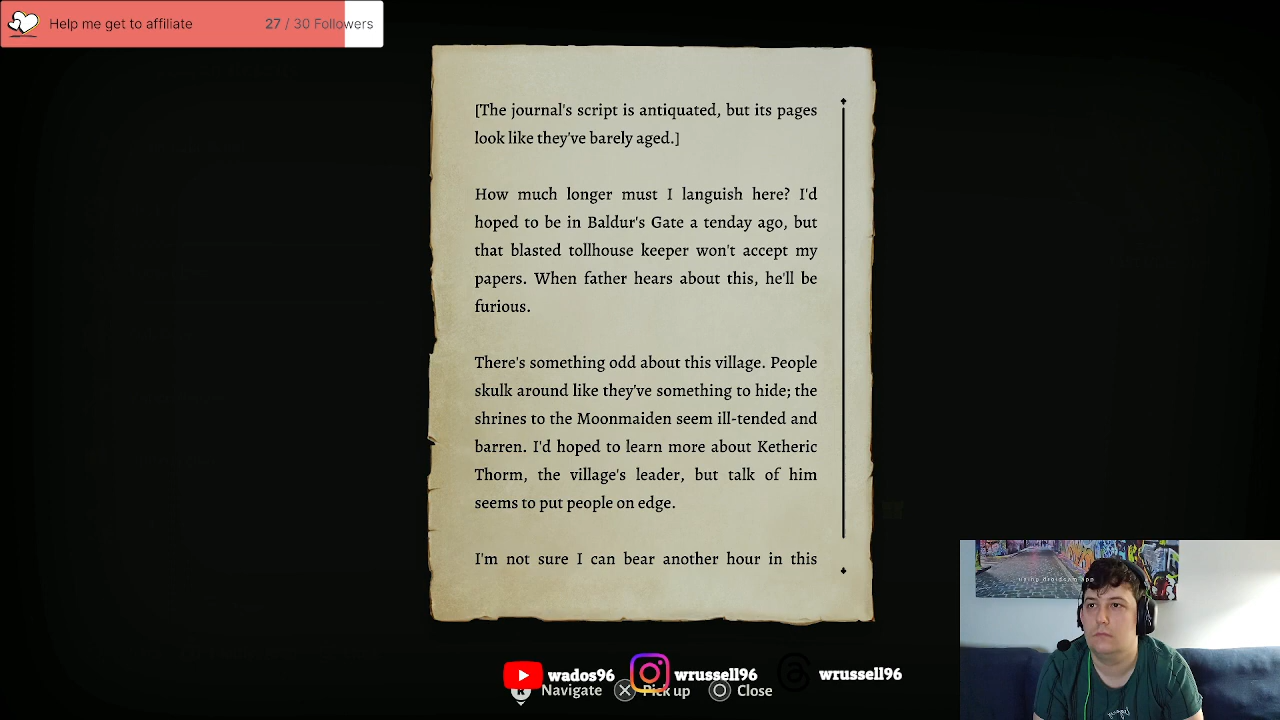 Help me get to affiliate 27 / 30 Followers
[The journal's script is antiquated, but its pages
look like they've barely aged.]
How much longer must I languish here? I'd
hoped to be in Baldur's Gate a tenday ago, but
that blasted tollhouse keeper won't accept my
papers. When father hears about this, he'll be
furious.
There's something odd about this village. People
skulk around like they've something to hide; the
shrines to the Moonmaiden seem ill-tended and
barren. I'd hoped to learn more about Ketheric
Thorm, the village's leader, but talk of him
seems to put people on edge.
I'm not sure I can bear another hour in this
using droidcam app
wados96 wrussell96 wrussell96
R Navigate Pick up Close